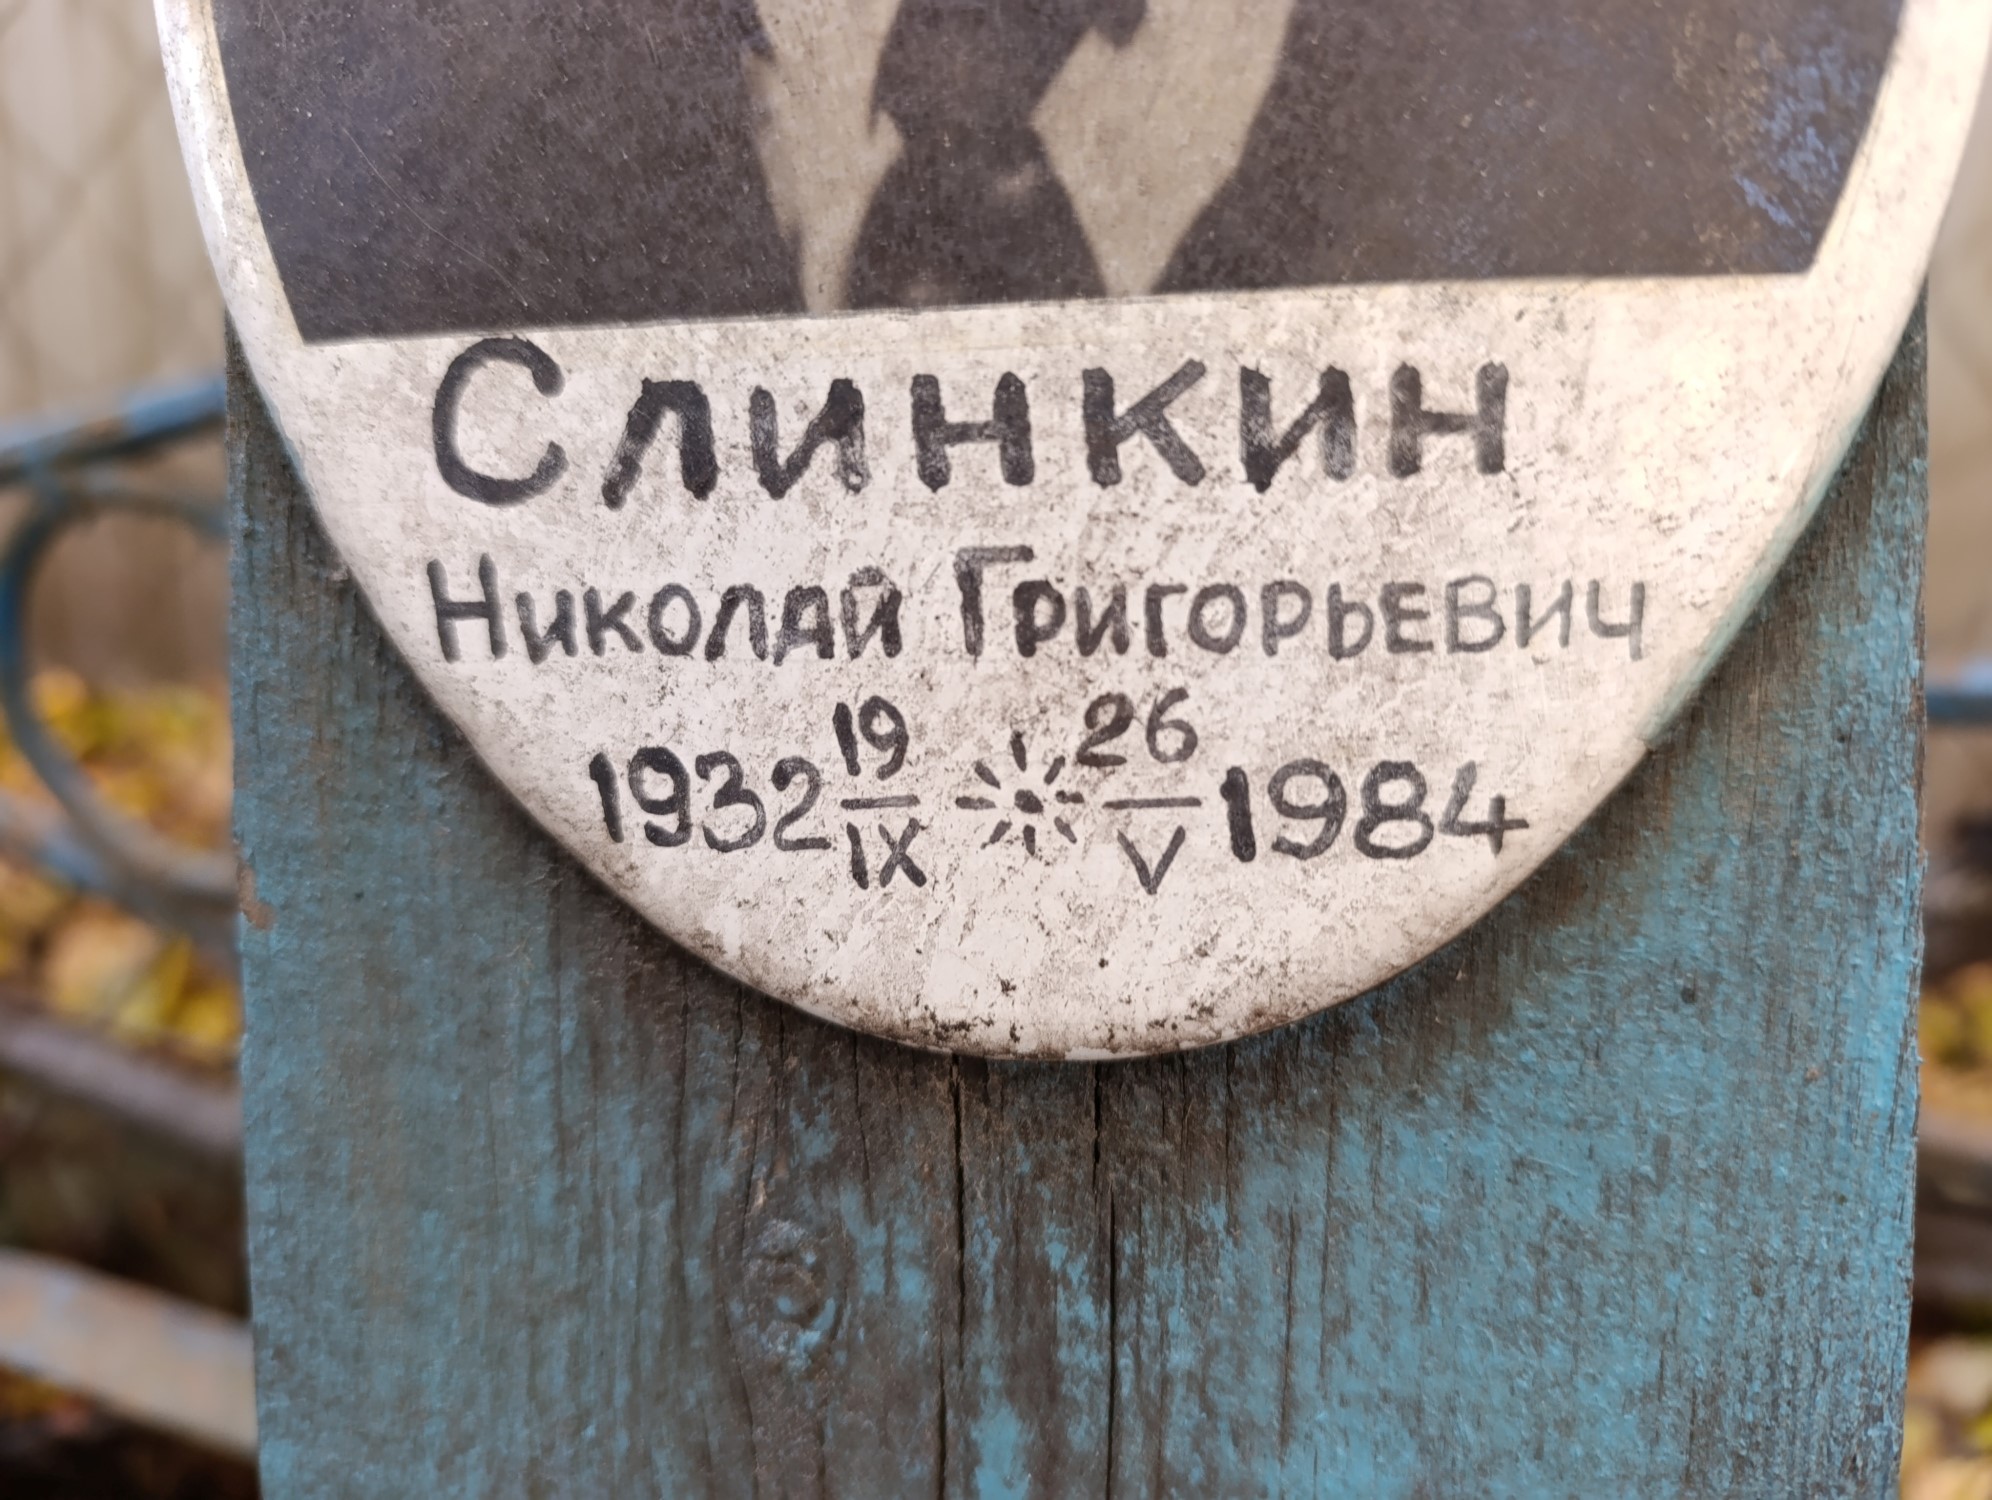 Слинкин
Николай Григорьевич
1932 19/IX 26/V 1984